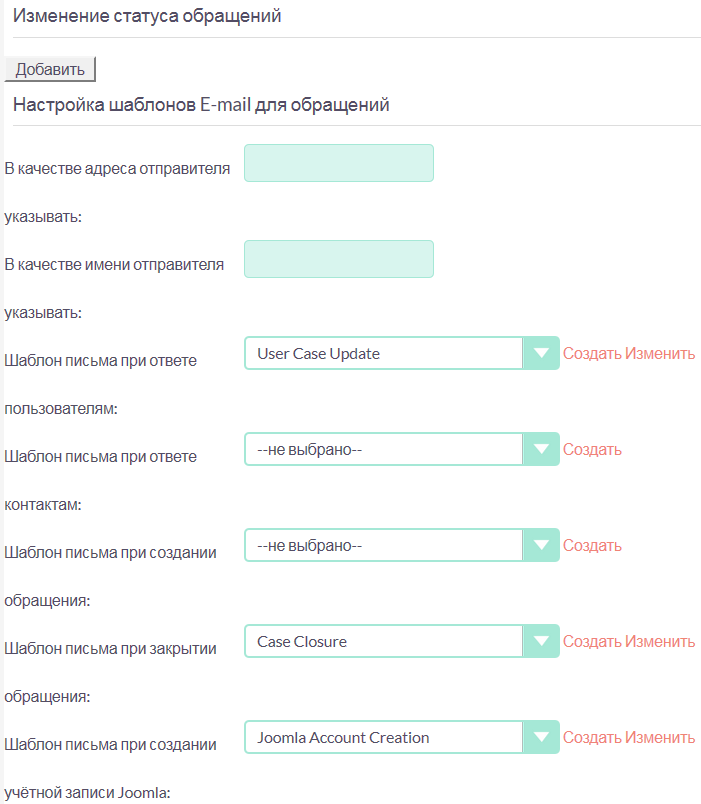 Изменение статуса обращений
Добавить
Настройка шаблонов E-mail для обращений
В качестве адреса отправителя
указывать:
В качестве имени отправителя
указывать:
Шаблон письма при ответе User Case Update Создать Изменить
пользователям:
Шаблон письма при ответе --не выбрано-- Создать
контактам:
Шаблон письма при создании --не выбрано-- Создать
обращения:
Шаблон письма при закрытии Case Closure Создать Изменить
обращения:
Шаблон письма при создании Joomla Account Creation Создать Изменить
учётной записи Joomla: